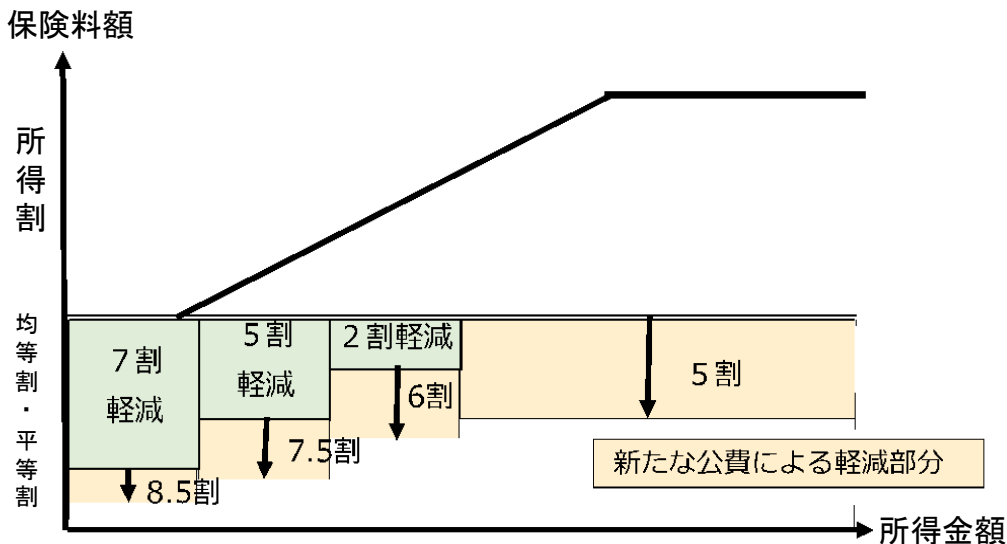 保険料額
所得割
均等割・平等割
７割
軽減
５割
軽減
２割軽減
8.5割
7.5割
6割
５割
新たな公費による軽減部分
所得金額